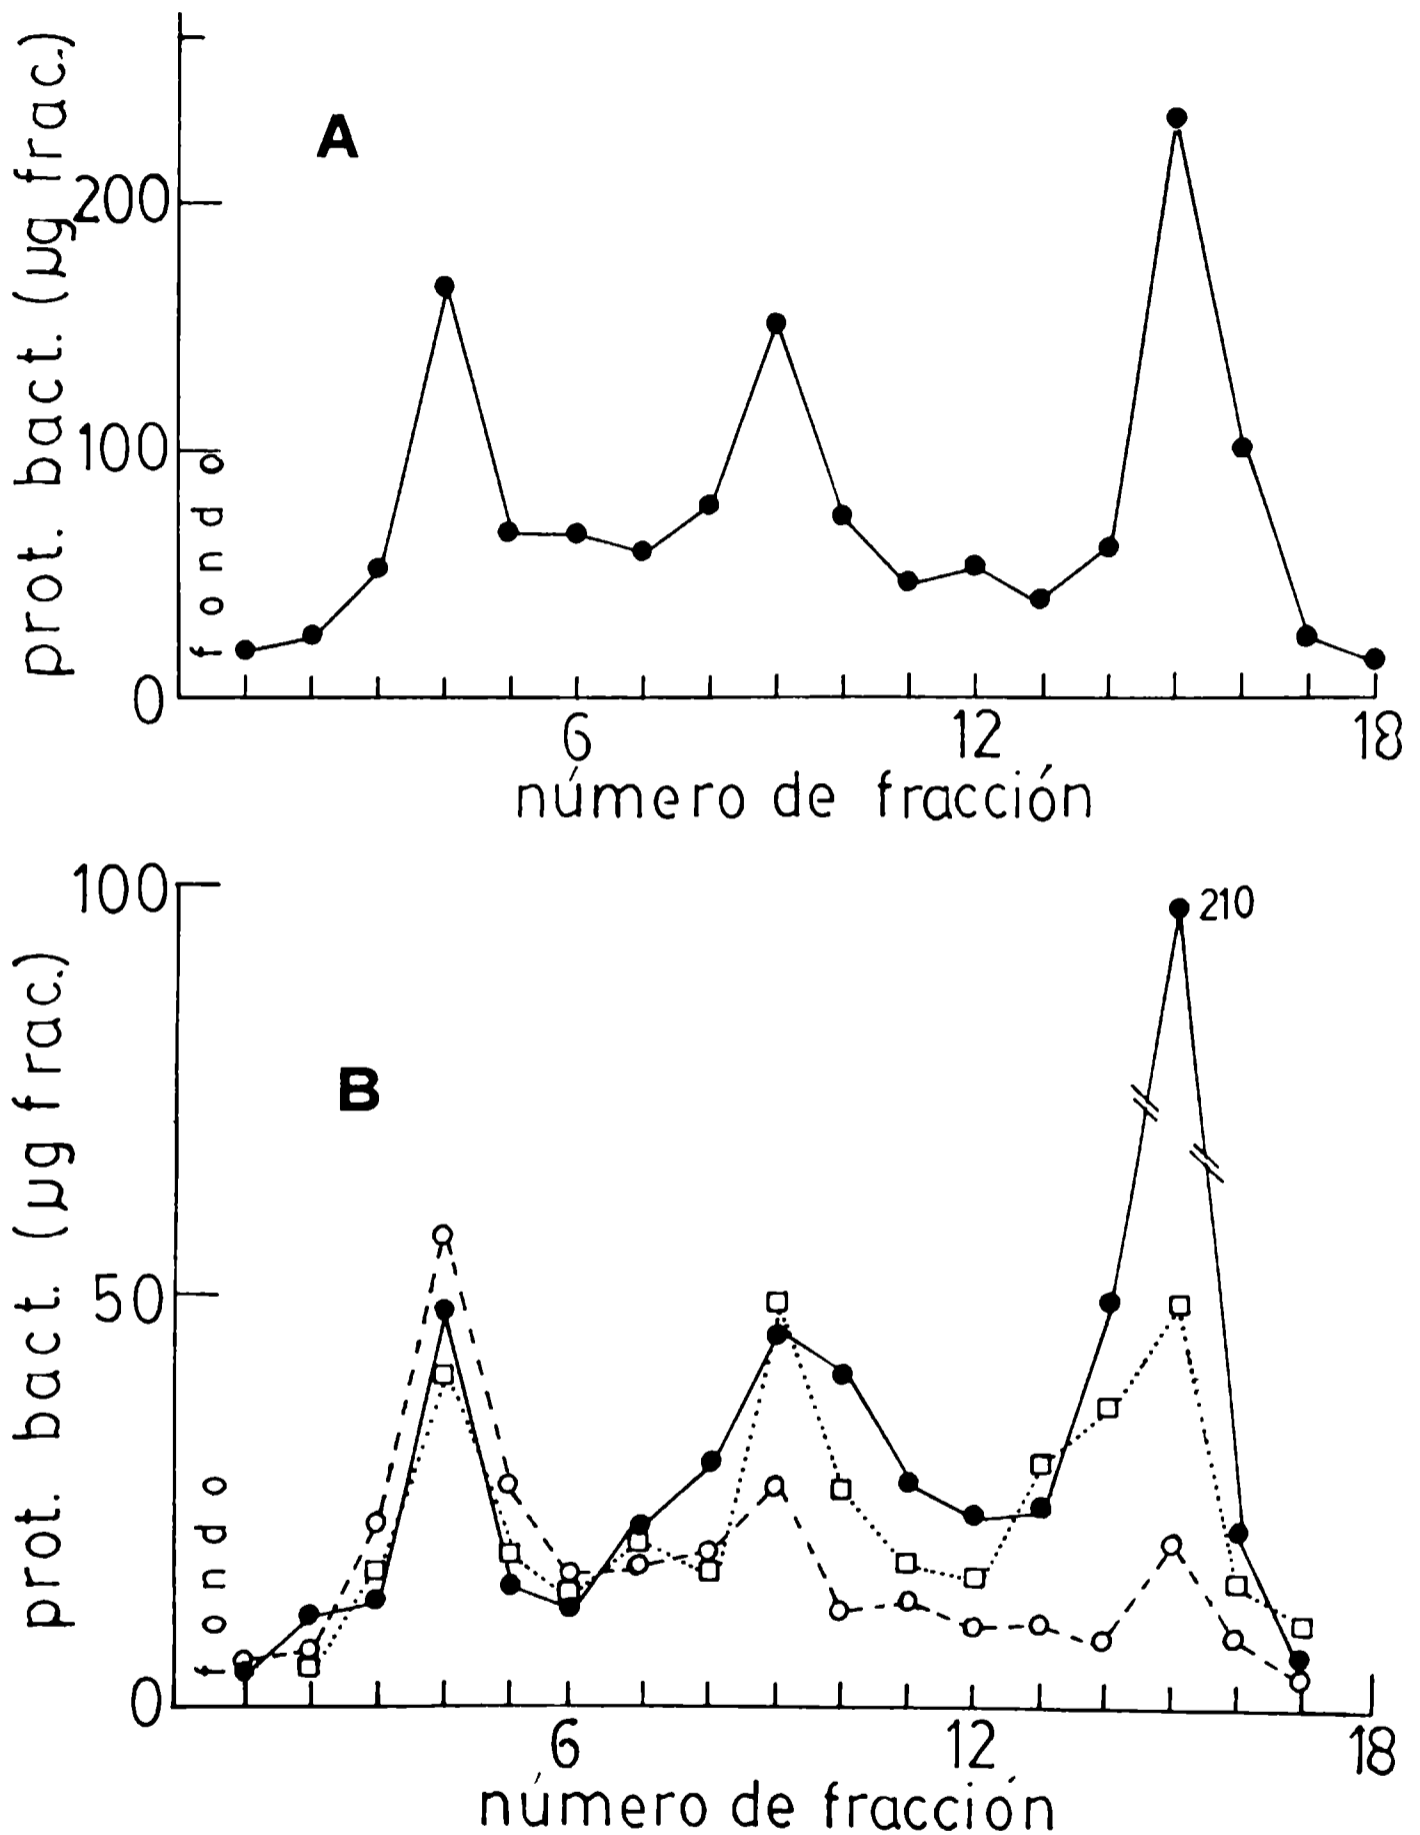 prot. bact. (µg frac.)
A
200
100
0
fondo
6 12 18
número de fracción
prot. bact. (µg frac.)
100
210
B
50
0
fondo
6 12 18
número de fracción